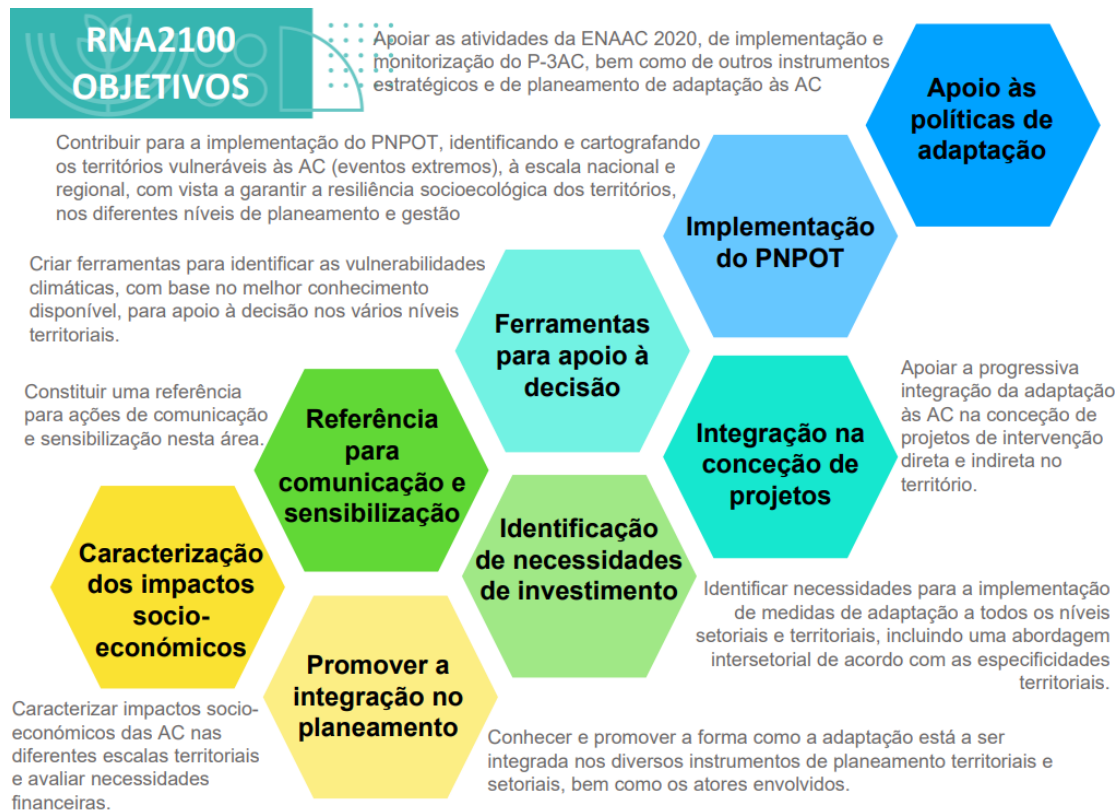 RNA2100
OBJETIVOS
Apoiar as atividades da ENAAC 2020, de implementação e
monitorização do P-3AC, bem como de outros instrumentos
estratégicos e de planeamento de adaptação às AC
Apoio às
políticas de
adaptação
Contribuir para a implementação do PNPOT, identificando e cartografando
os territórios vulneráveis às AC (eventos extremos), à escala nacional e
regional, com vista a garantir a resiliência socioecológica dos territórios,
nos diferentes níveis de planeamento e gestão
Implementação
do PNPOT
Criar ferramentas para identificar as vulnerabilidades
climáticas, com base no melhor conhecimento
disponível, para apoio à decisão nos vários níveis
territoriais.
Ferramentas
para apoio à
decisão
Constituir uma referência
para ações de comunicação
e sensibilização nesta área.
Referência
para
comunicação e
sensibilização
Integração na
conceção de
projetos
Apoiar a progressiva
integração da adaptação
às AC na conceção de
projetos de intervenção
direta e indireta no
território.
Caracterização
dos impactos
socio-
económicos
Identificação
de necessidades
de investimento
Identificar necessidades para a implementação
de medidas de adaptação a todos os níveis
setoriais e territoriais, incluindo uma abordagem
intersetorial de acordo com as especificidades
territoriais.
Promover a
integração no
planeamento
Caracterizar impactos socio-
económicos das AC nas
diferentes escalas territoriais
e avaliar necessidades
financeiras.
Conhecer e promover a forma como a adaptação está a ser
integrada nos diversos instrumentos de planeamento territoriais e
setoriais, bem como os atores envolvidos.